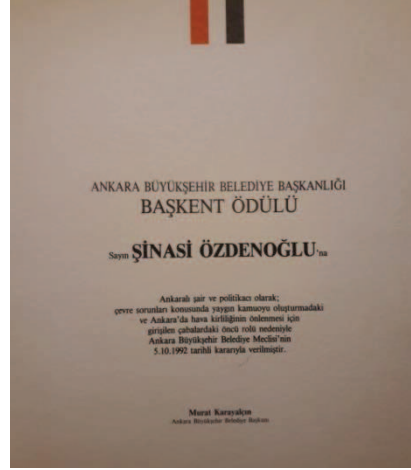 ANKARA BÜYÜKŞEHİR BELEDİYE BAŞKANLIĞI
BAŞKENT ÖDÜLÜ
Sayın ŞİNASİ ÖZDENOĞLU'na
Ankaralı şair ve politikacı olarak;
çevre sorunları konusunda yaygın kamuoyu oluşturmadaki
ve Ankara'da hava kirliliğinin önlenmesi için
girişilen çabalardaki öncü rolü nedeniyle
Ankara Büyükşehir Belediye Meclisi'nin
5.10.1992 tarihli kararıyla verilmiştir.
Murat Karayalçın
Ankara Büyükşehir Belediye Başkanı